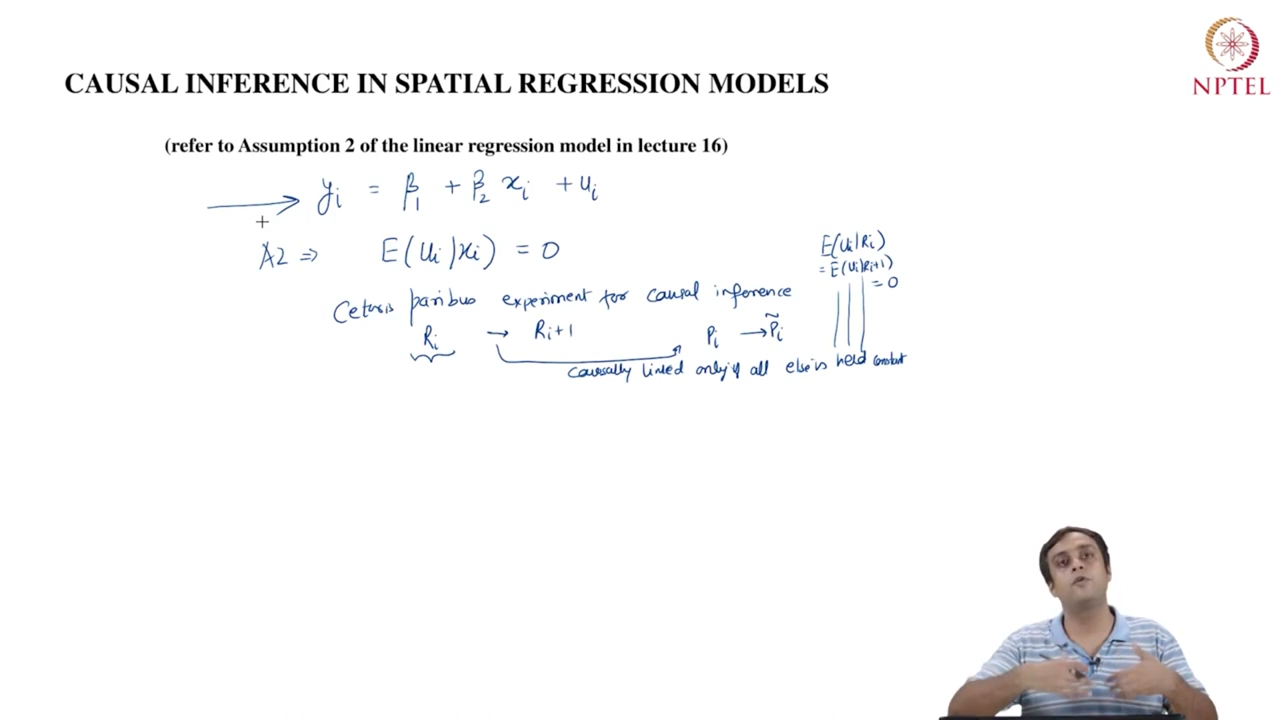 NPTEL
CAUSAL INFERENCE IN SPATIAL REGRESSION MODELS
(refer to Assumption 2 of the linear regression model in lecture 16)
yi = β1 + β2 xi + ui
A2 ⇒ E(ui|xi) = 0
E(ui|Ri)
= E(ui|Ri+1)
= 0
Ceteris paribus experiment for causal inference
Ri → Ri+1 Pi → P̃i
causally linked only if all else is held constant